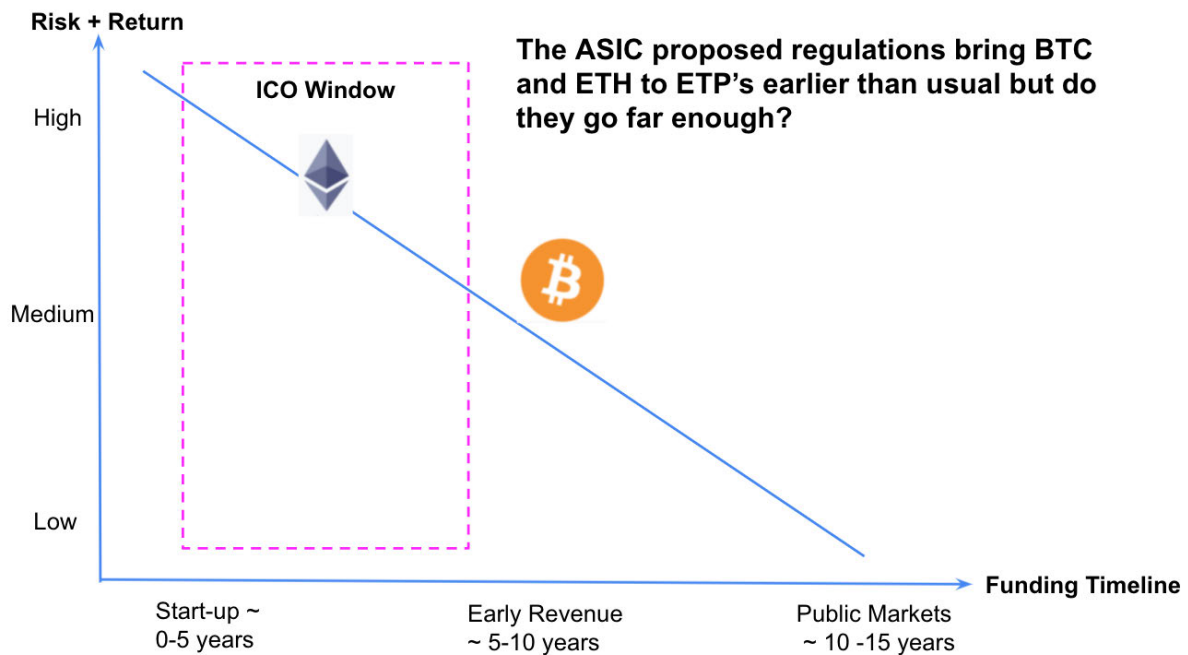 Risk + Return
The ASIC proposed regulations bring BTC
and ETH to ETP's earlier than usual but do
they go far enough?
ICO Window
High
Medium
Low
Funding Timeline
Start-up ~
0-5 years
Early Revenue
~ 5-10 years
Public Markets
~ 10 -15 years